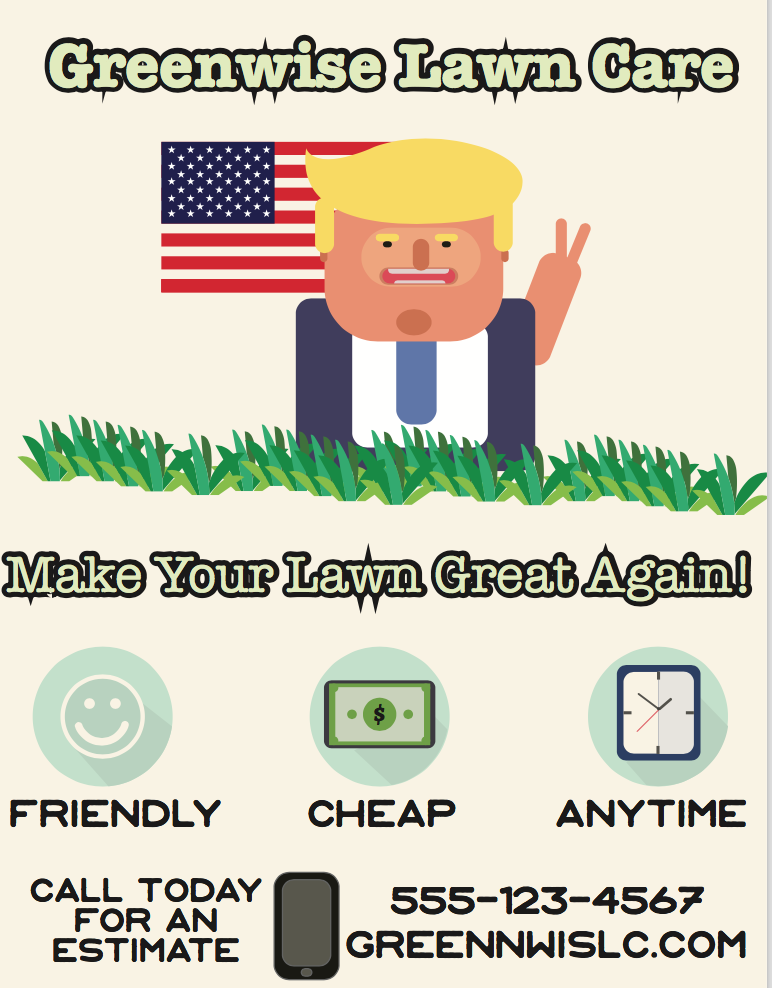 Greenwise Lawn Care
Make Your Lawn Great Again!
$
FRIENDLY
CHEAP
ANYTIME
CALL TODAY
FOR AN
ESTIMATE
555-123-4567
GREENNWISLC.COM